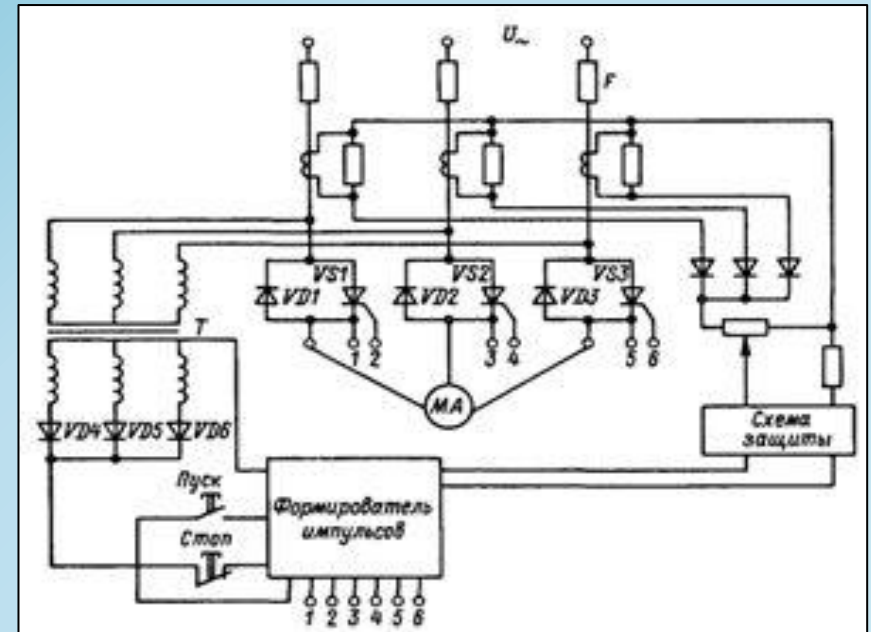 U~
F
VS1 VS2 VS3
VD1 VD2 VD3
1 2 3 4 5 6
T
МА
VD4 VD5 VD6
Схема
защиты
Пуск
Формирователь
импульсов
Стоп
1 2 3 4 5 6